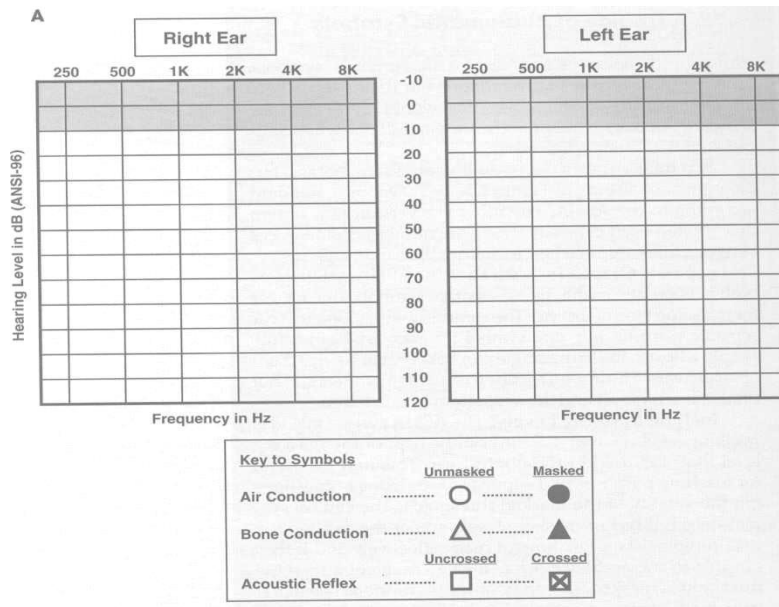 A
Right Ear
Left Ear
250 500 1K 2K 4K 8K
250 500 1K 2K 4K 8K
Hearing Level in dB (ANSI-96)
-10
0
10
20
30
40
50
60
70
80
90
100
110
120
Frequency in Hz
Frequency in Hz
Key to Symbols
Unmasked Masked
Air Conduction
Bone Conduction
Uncrossed Crossed
Acoustic Reflex